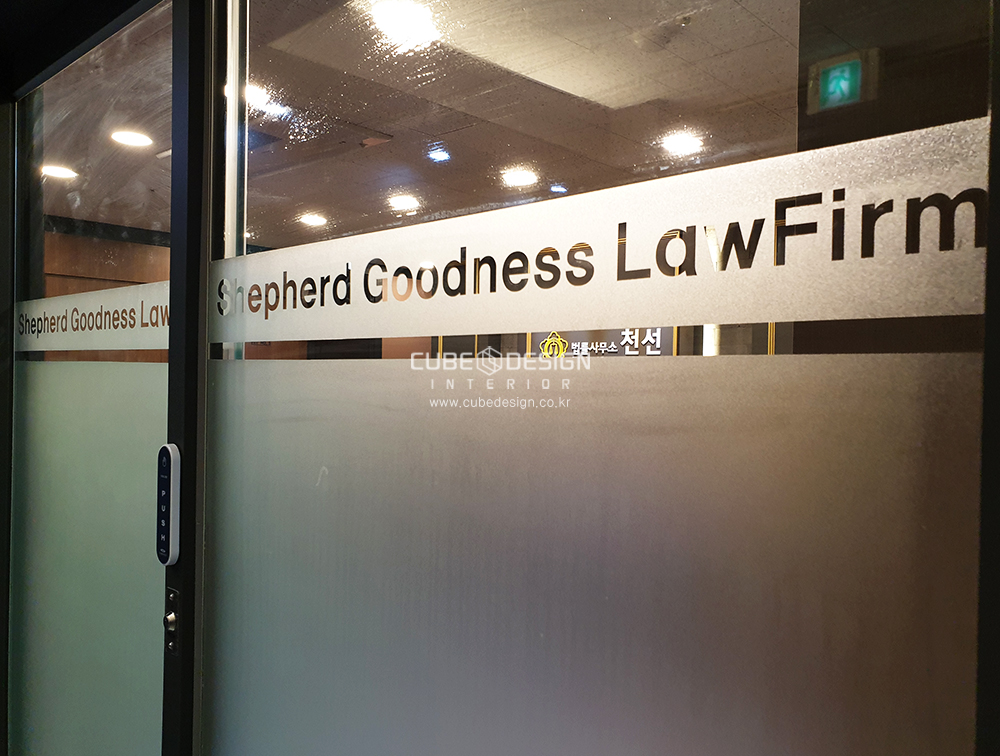 Shepherd Goodness LawFirm
Shepherd Goodness Law
법률사무소 천선
CUBE DESIGN
INTERIOR
www.cubedesign.co.kr
PUSH